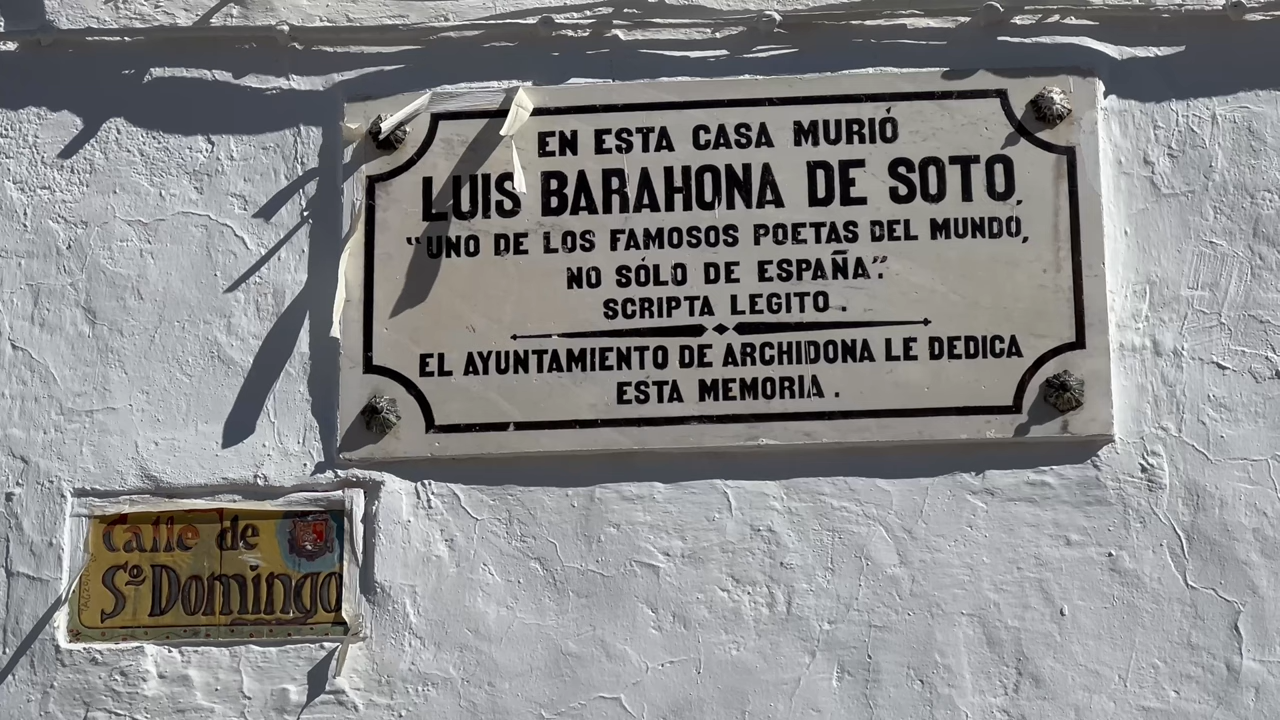 EN ESTA CASA MURIÓ
LUIS BARAHONA DE SOTO,
“UNO DE LOS FAMOSOS POETAS DEL MUNDO,
NO SÓLO DE ESPAÑA”.
SCRIPTA LEGITO.
EL AYUNTAMIENTO DE ARCHIDONA LE DEDICA
ESTA MEMORIA.
Calle de
Sº Domingo